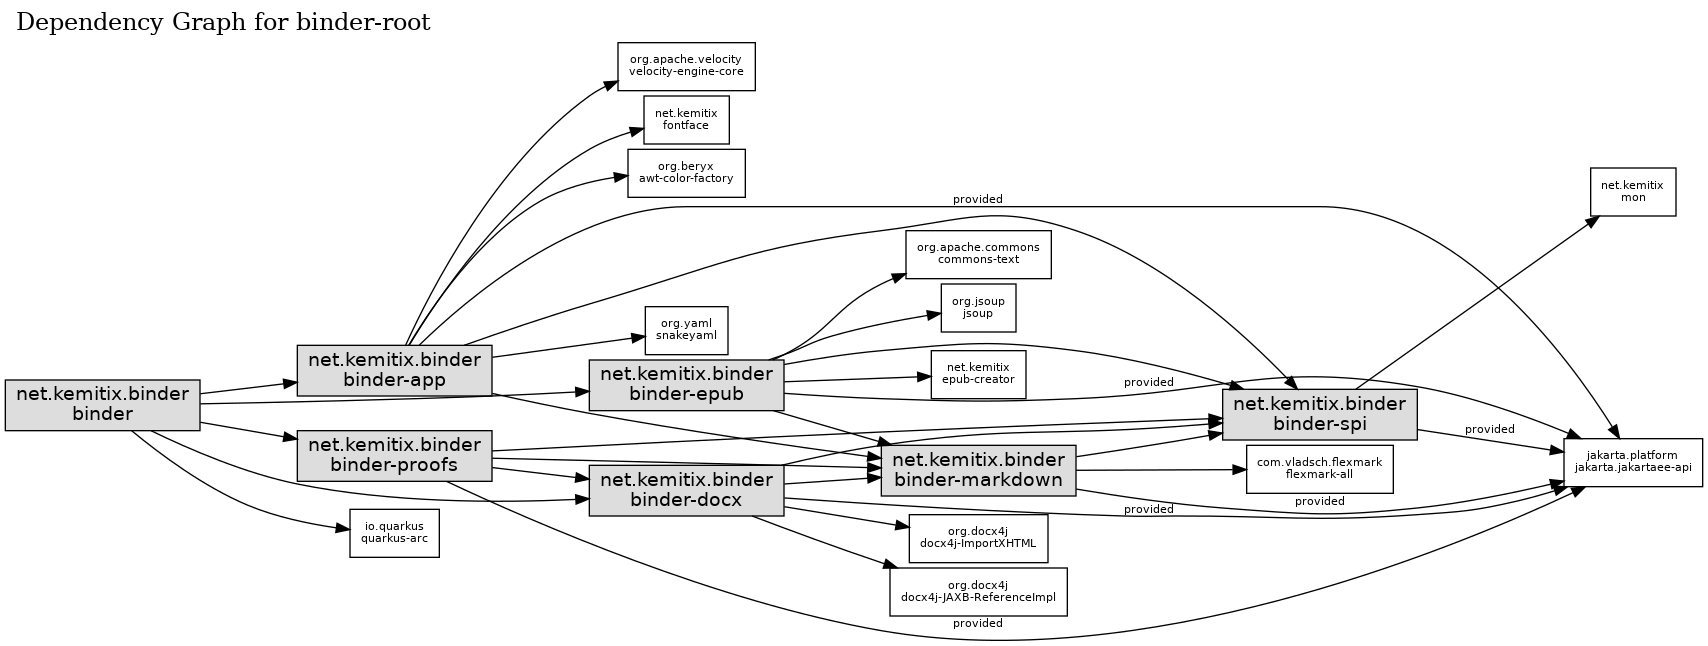 Dependency Graph for binder-root
org.apache.velocity
velocity-engine-core
net.kemitix
fontface
org.beryx
awt-color-factory
net.kemitix
mon
provided
org.apache.commons
commons-text
org.jsoup
jsoup
org.yaml
snakeyaml
net.kemitix.binder
binder-app
net.kemitix.binder
binder-epub
net.kemitix
epub-creator
provided
net.kemitix.binder
binder
net.kemitix.binder
binder-spi
provided
net.kemitix.binder
binder-proofs
net.kemitix.binder
binder-docx
net.kemitix.binder
binder-markdown
com.vladsch.flexmark
flexmark-all
jakarta.platform
jakarta.jakartaee-api
provided
provided
io.quarkus
quarkus-arc
org.docx4j
docx4j-ImportXHTML
org.docx4j
docx4j-JAXB-ReferenceImpl
provided